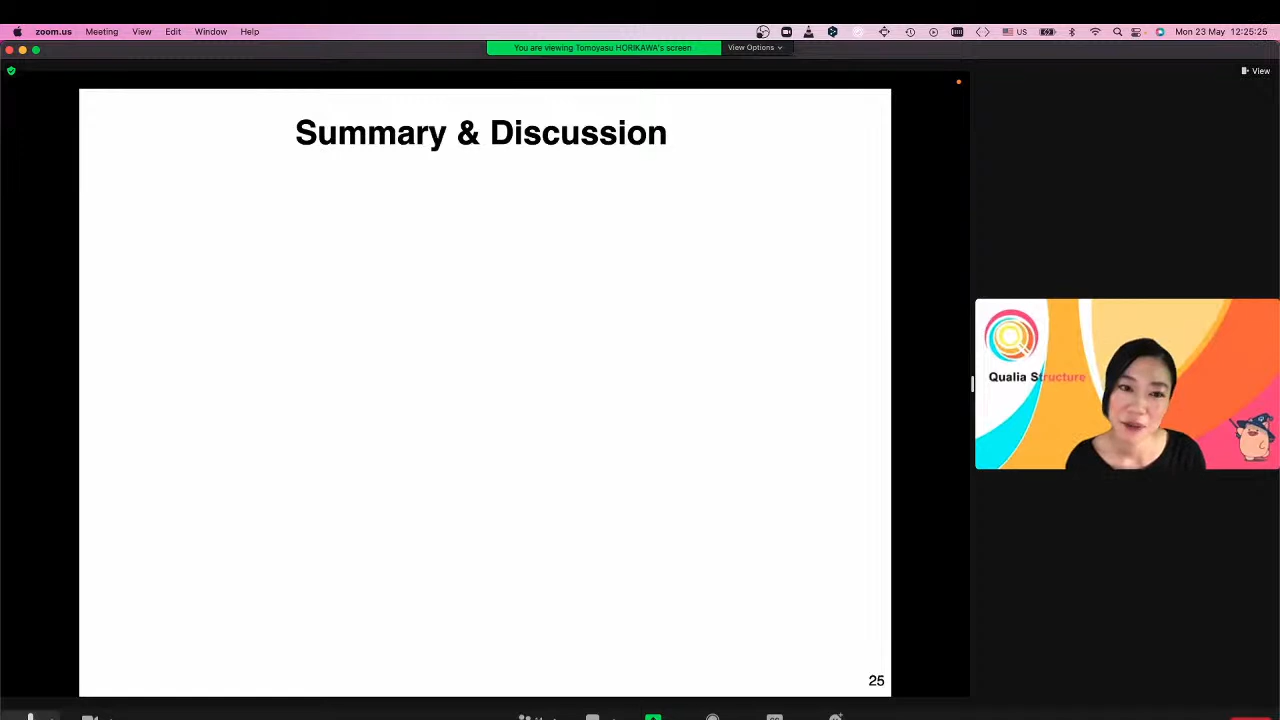 zoom.us Meeting View Edit Window Help
US Mon 23 May 12:25:25
You are viewing Tomoyasu HORIKAWA's screen View Options
View
Summary & Discussion
Qualia Structure
25